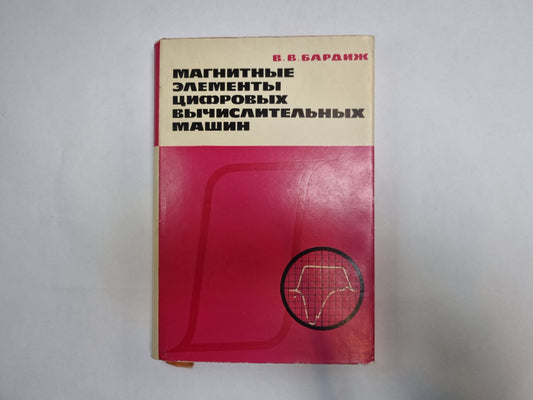 В. В. БАРДИЖ
МАГНИТНЫЕ
ЭЛЕМЕНТЫ
ЦИФРОВЫХ
ВЫЧИСЛИТЕЛЬНЫХ
МАШИН